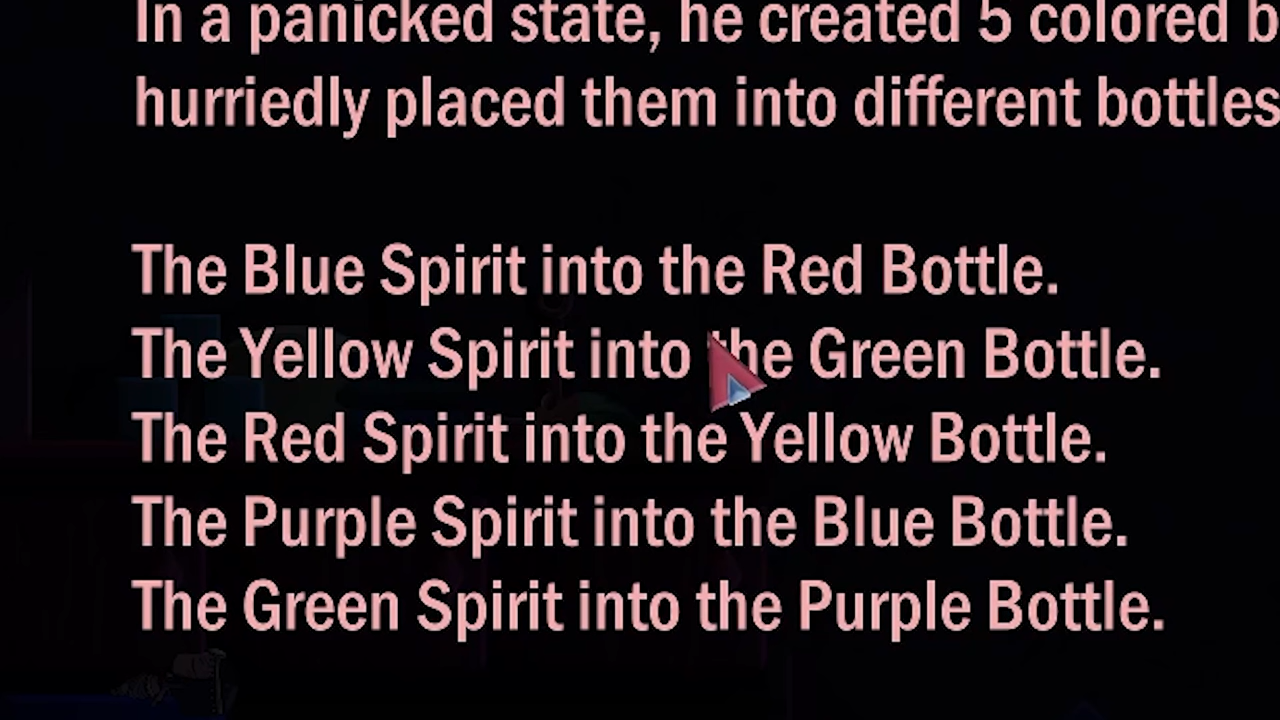 In a panicked state, he created 5 colored
hurriedly placed them into different bottles
The Blue Spirit into the Red Bottle.
The Yellow Spirit into the Green Bottle.
The Red Spirit into the Yellow Bottle.
The Purple Spirit into the Blue Bottle.
The Green Spirit into the Purple Bottle.